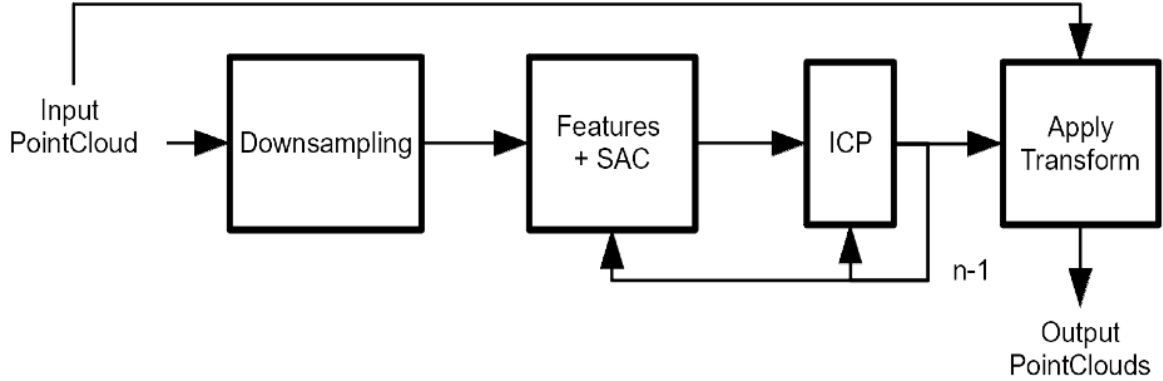 Input
PointCloud
Downsampling
Features
+ SAC
ICP
Apply
Transform
n-1
Output
PointClouds